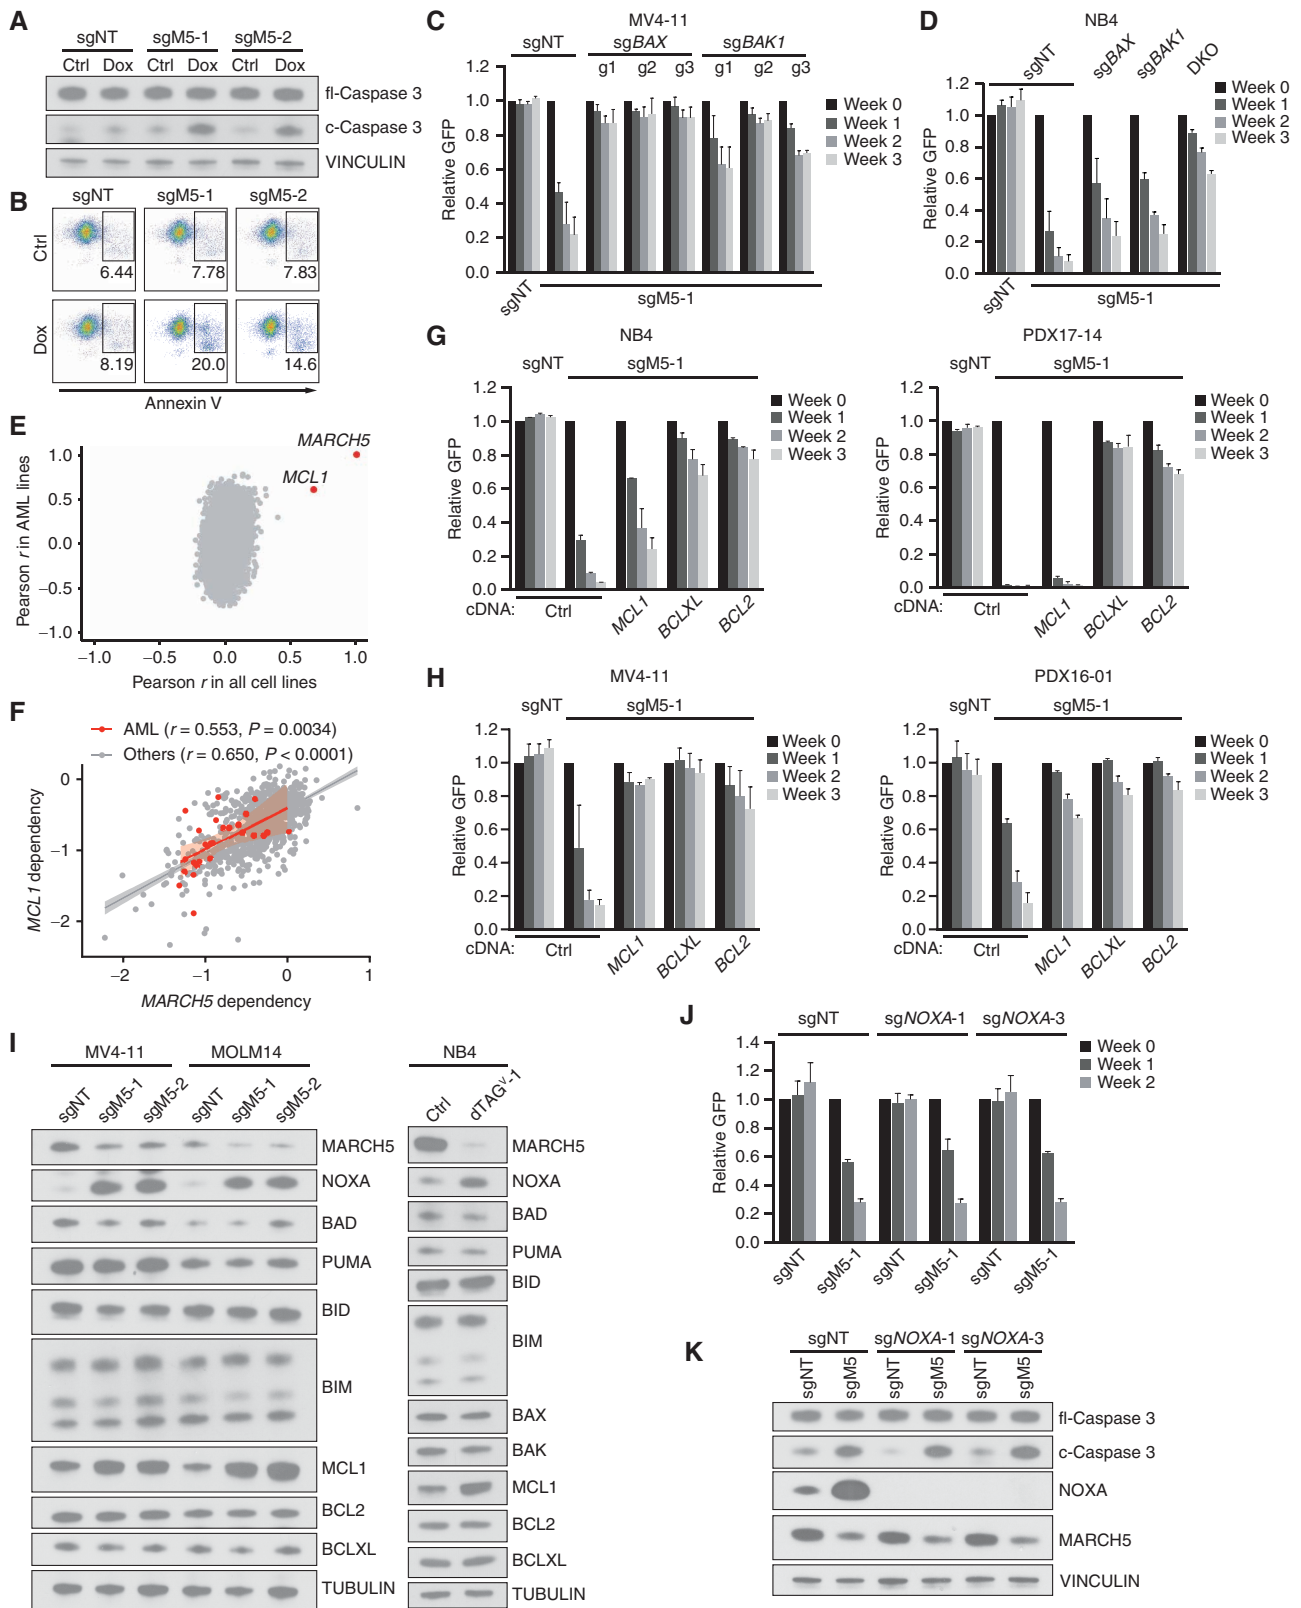 A
sgNT sgM5-1 sgM5-2
Ctrl Dox Ctrl Dox Ctrl Dox
fl-Caspase 3
c-Caspase 3
VINCULIN
B
sgNT sgM5-1 sgM5-2
Ctrl
6.44 7.78 7.83
Dox
8.19 20.0 14.6
Annexin V
C
MV4-11
sgNT sgBAX sgBAK1
g1 g2 g3 g1 g2 g3
Relative GFP
1.2
1.0
0.8
0.6
0.4
0.2
0.0
Week 0
Week 1
Week 2
Week 3
sgNT
sgM5-1
D
NB4
sgNT sgBAX sgBAK1 DKO
Relative GFP
1.2
1.0
0.8
0.6
0.4
0.2
0.0
Week 0
Week 1
Week 2
Week 3
sgNT
sgM5-1
E
MARCH5
MCL1
Pearson r in AML lines
1.0
0.5
0.0
−0.5
−1.0
−1.0 −0.5 0.0 0.5 1.0
Pearson r in all cell lines
F
AML (r = 0.553, P = 0.0034)
Others (r = 0.650, P < 0.0001)
MCL1 dependency
0
−1
−2
−2 −1 0 1
MARCH5 dependency
G
NB4
sgNT sgM5-1
Relative GFP
1.2
1.0
0.8
0.6
0.4
0.2
0.0
Week 0
Week 1
Week 2
Week 3
cDNA: Ctrl MCL1 BCLXL BCL2
PDX17-14
sgNT sgM5-1
Relative GFP
1.2
1.0
0.8
0.6
0.4
0.2
0.0
Week 0
Week 1
Week 2
Week 3
cDNA: Ctrl MCL1 BCLXL BCL2
H
MV4-11
sgNT sgM5-1
Relative GFP
1.2
1.0
0.8
0.6
0.4
0.2
0.0
Week 0
Week 1
Week 2
Week 3
cDNA: Ctrl MCL1 BCLXL BCL2
PDX16-01
sgNT sgM5-1
Relative GFP
1.2
1.0
0.8
0.6
0.4
0.2
0.0
Week 0
Week 1
Week 2
Week 3
cDNA: Ctrl MCL1 BCLXL BCL2
I
MV4-11 MOLM14
sgNT sgM5-1 sgM5-2 sgNT sgM5-1 sgM5-2
MARCH5
NOXA
BAD
PUMA
BID
BIM
MCL1
BCL2
BCLXL
TUBULIN
NB4
Ctrl dTAGV-1
MARCH5
NOXA
BAD
PUMA
BID
BIM
BAX
BAK
MCL1
BCL2
BCLXL
TUBULIN
J
sgNT sgNOXA-1 sgNOXA-3
Relative GFP
1.4
1.2
1.0
0.8
0.6
0.4
0.2
0.0
Week 0
Week 1
Week 2
sgNT sgM5-1 sgNT sgM5-1 sgNT sgM5-1
K
sgNT sgNOXA-1 sgNOXA-3
sgNT sgM5 sgNT sgM5 sgNT sgM5
fl-Caspase 3
c-Caspase 3
NOXA
MARCH5
VINCULIN